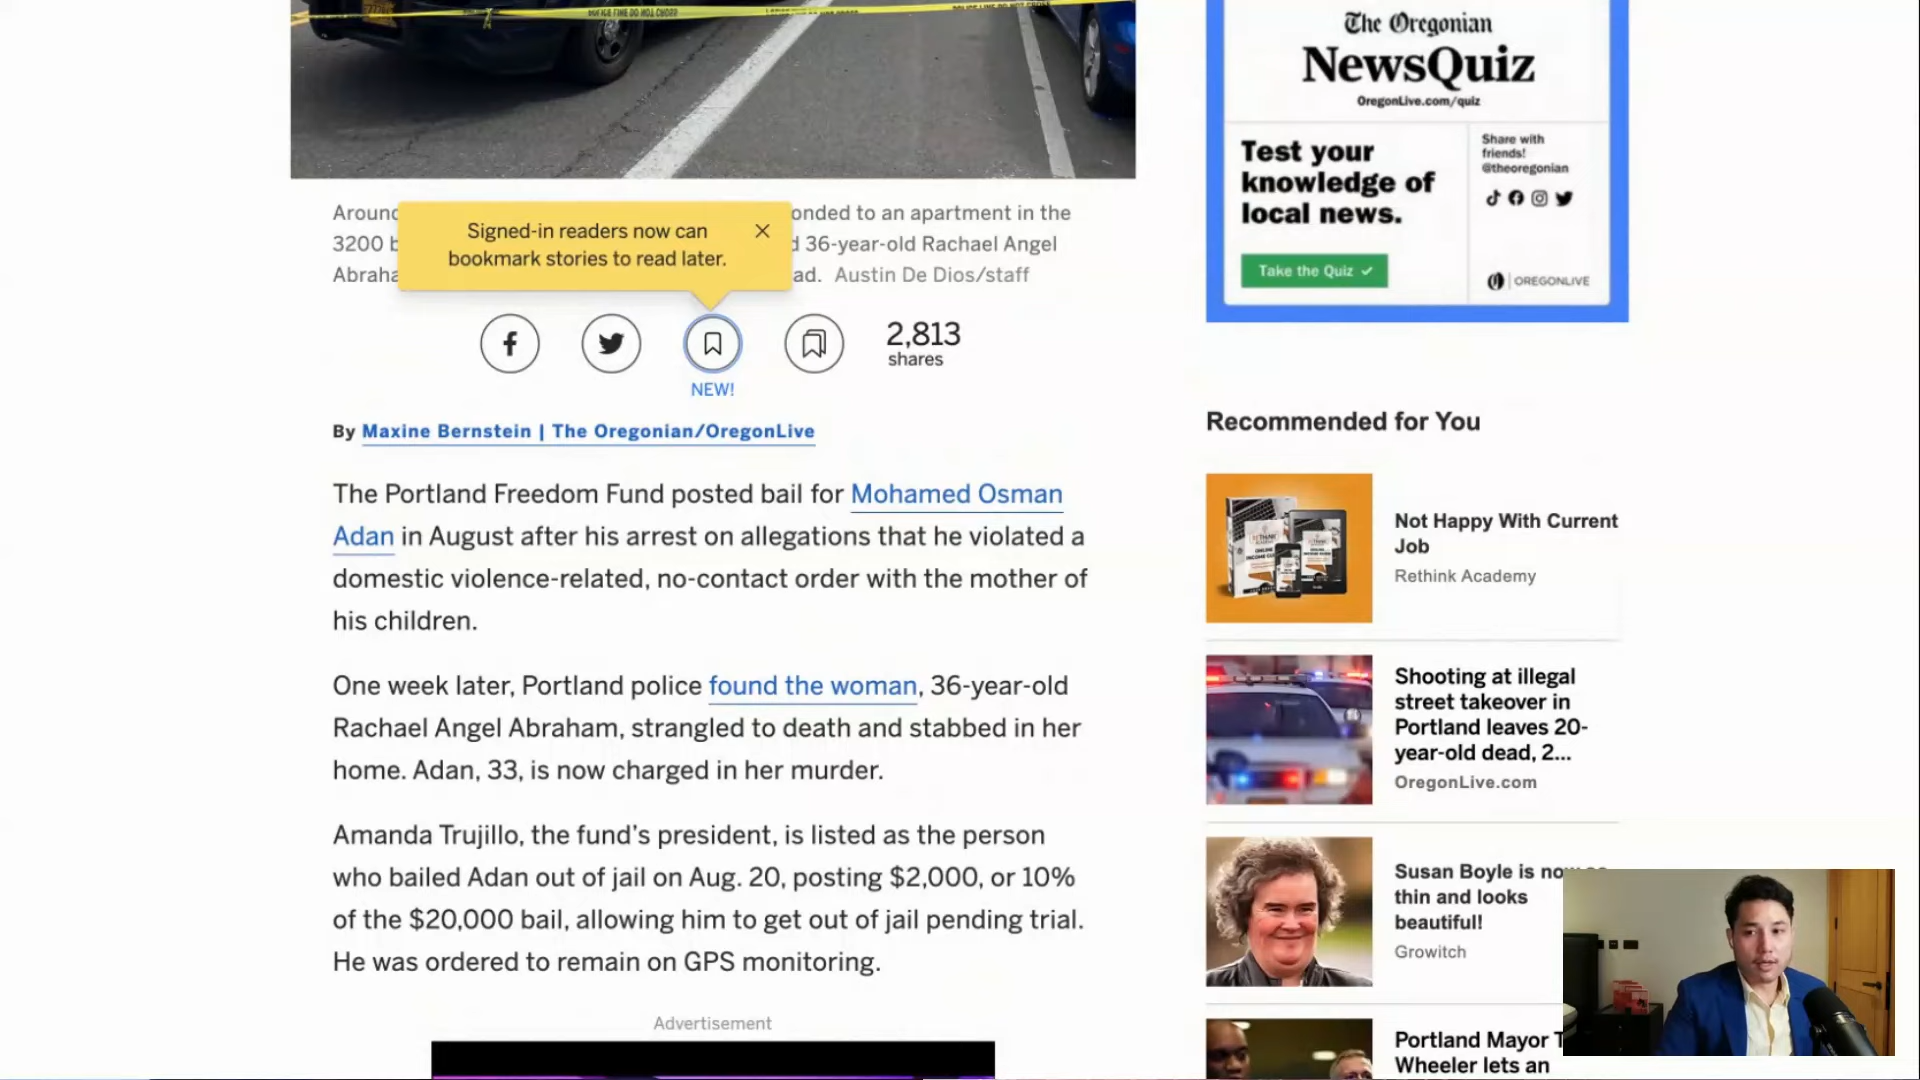 POLICE LINE DO NOT CROSS
The Oregonian
NewsQuiz
OregonLive.com/quiz
Test your
knowledge of
local news.
Take the Quiz
Share with
friends!
@theoregonian
OREGONLIVE
Around
onded to an apartment in the
3200 b
d 36-year-old Rachael Angel
Abraha
ad. Austin De Dios/staff
Signed-in readers now can
bookmark stories to read later.
2,813
shares
NEW!
By Maxine Bernstein | The Oregonian/OregonLive
The Portland Freedom Fund posted bail for Mohamed Osman
Adan in August after his arrest on allegations that he violated a
domestic violence-related, no-contact order with the mother of
his children.
One week later, Portland police found the woman, 36-year-old
Rachael Angel Abraham, strangled to death and stabbed in her
home. Adan, 33, is now charged in her murder.
Amanda Trujillo, the fund's president, is listed as the person
who bailed Adan out of jail on Aug. 20, posting $2,000, or 10%
of the $20,000 bail, allowing him to get out of jail pending trial.
He was ordered to remain on GPS monitoring.
Advertisement
Recommended for You
Not Happy With Current
Job
Rethink Academy
Shooting at illegal
street takeover in
Portland leaves 20-
year-old dead, 2...
OregonLive.com
Susan Boyle is now so
thin and looks
beautiful!
Growitch
Portland Mayor T
Wheeler lets an